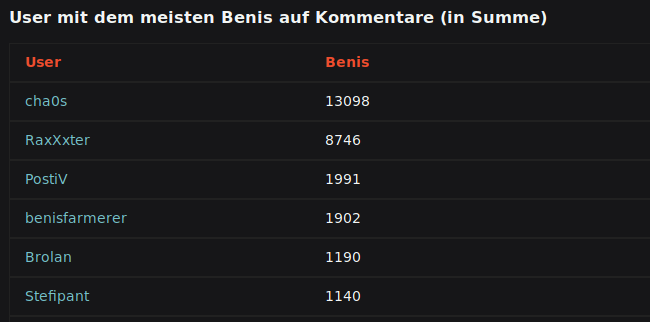 User mit dem meisten Benis auf Kommentare (in Summe)
User Benis
cha0s 13098
RaxXxter 8746
PostiV 1991
benisfarmerer 1902
Brolan 1190
Stefipant 1140